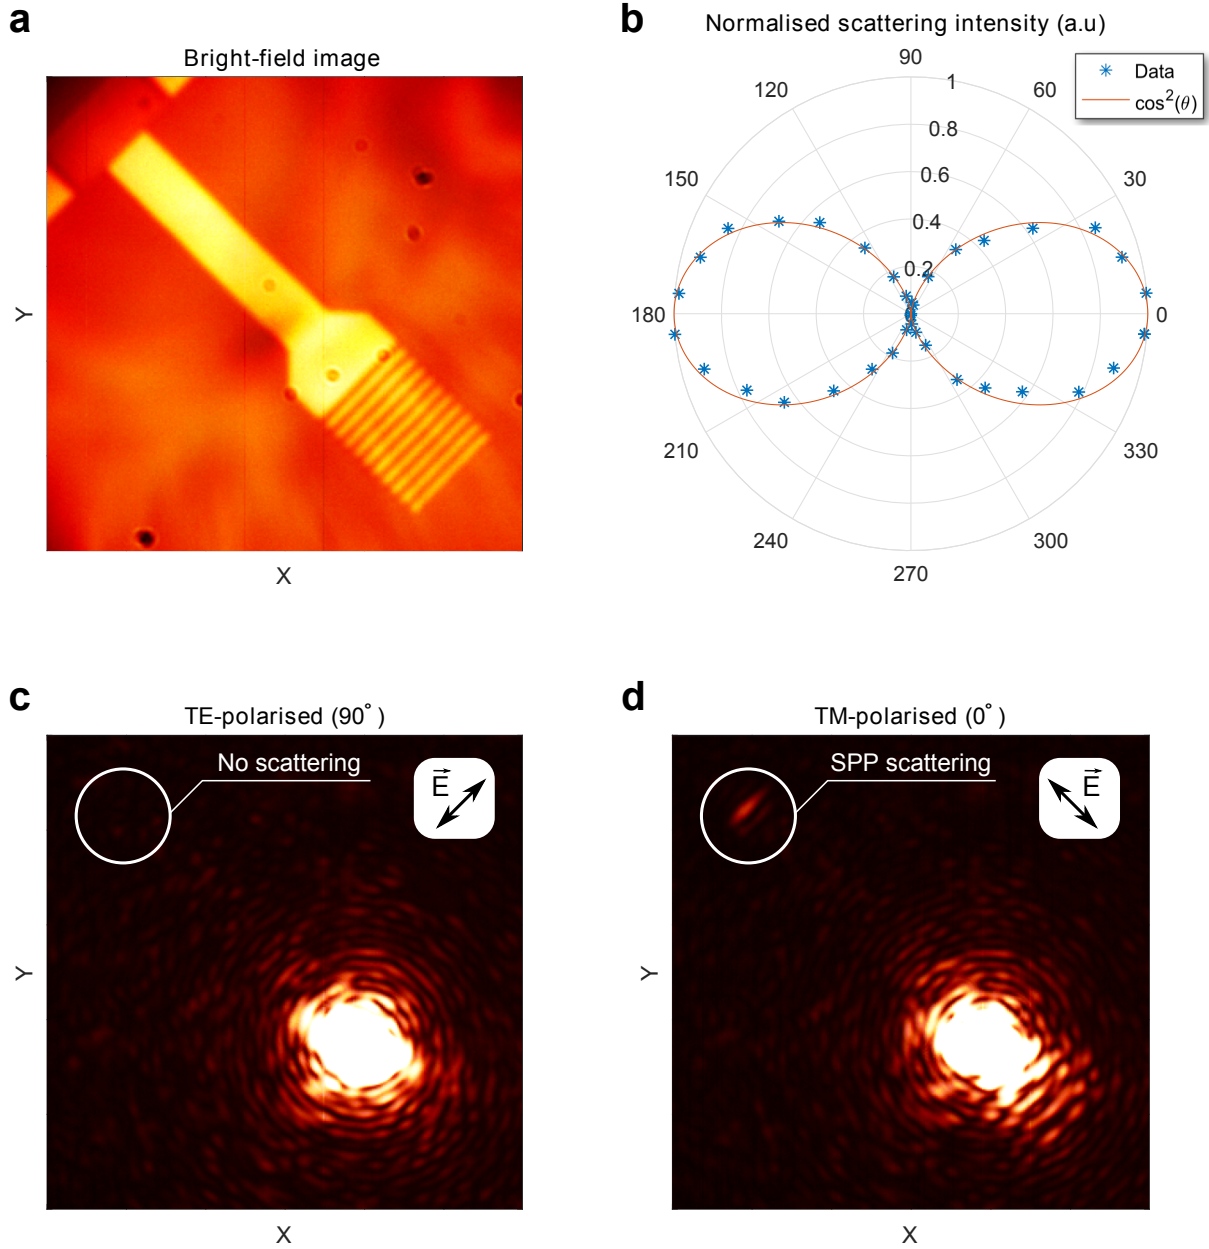 a
Bright-field image
Y
X
b
Normalised scattering intensity (a.u)
90
120
60
1
0.8
150
0.6
30
0.4
0.2
180
0
210
330
240
300
270
Data
cos²(θ)
c
TE-polarised (90°)
No scattering
E⃗
Y
X
d
TM-polarised (0°)
SPP scattering
E⃗
Y
X